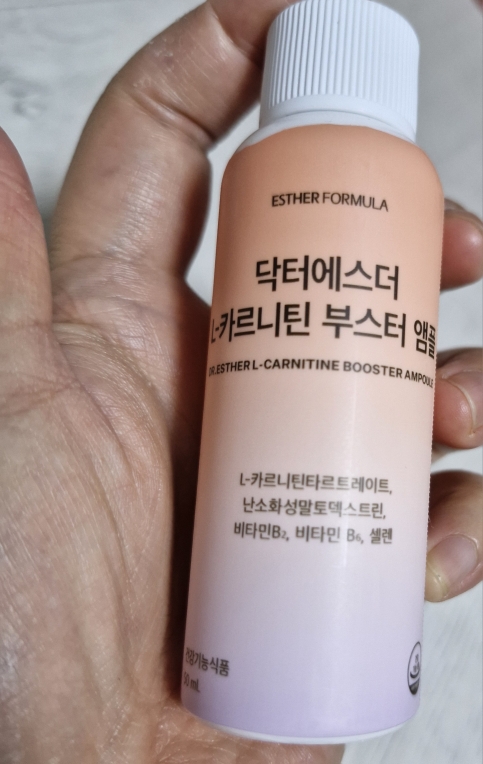 ESTHER FORMULA
닥터에스더
L-카르니틴 부스터 앰플
DR.ESTHER L-CARNITINE BOOSTER AMPOULE
L-카르니틴타르트레이트,
난소화성말토덱스트린,
비타민B₂, 비타민 B₆, 셀렌
건강기능식품
50 ml